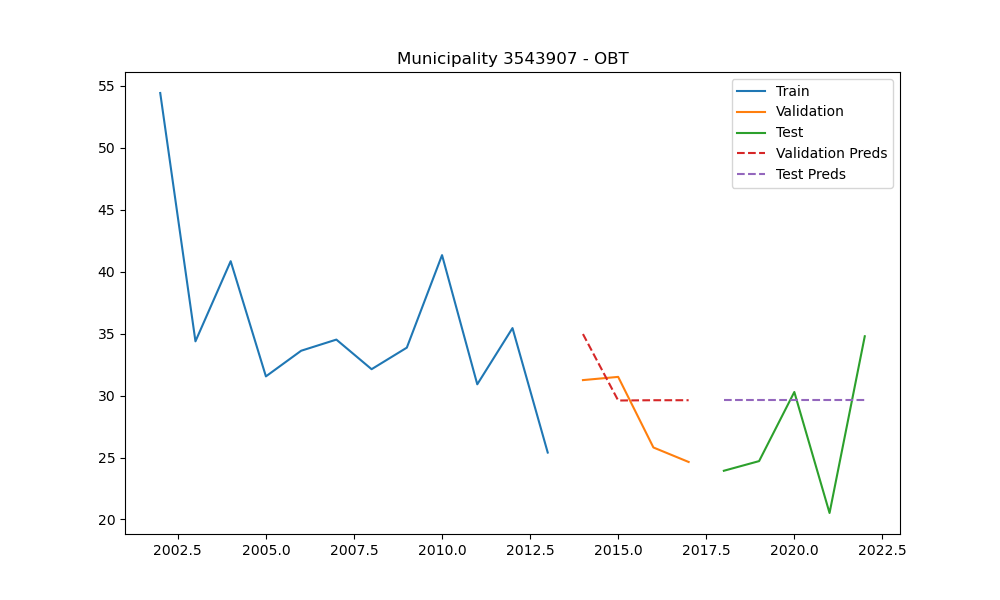 Municipality 3543907 - OBT
Train
Validation
Test
Validation Preds
Test Preds
55
50
45
40
35
30
25
20
2002.5 2005.0 2007.5 2010.0 2012.5 2015.0 2017.5 2020.0 2022.5